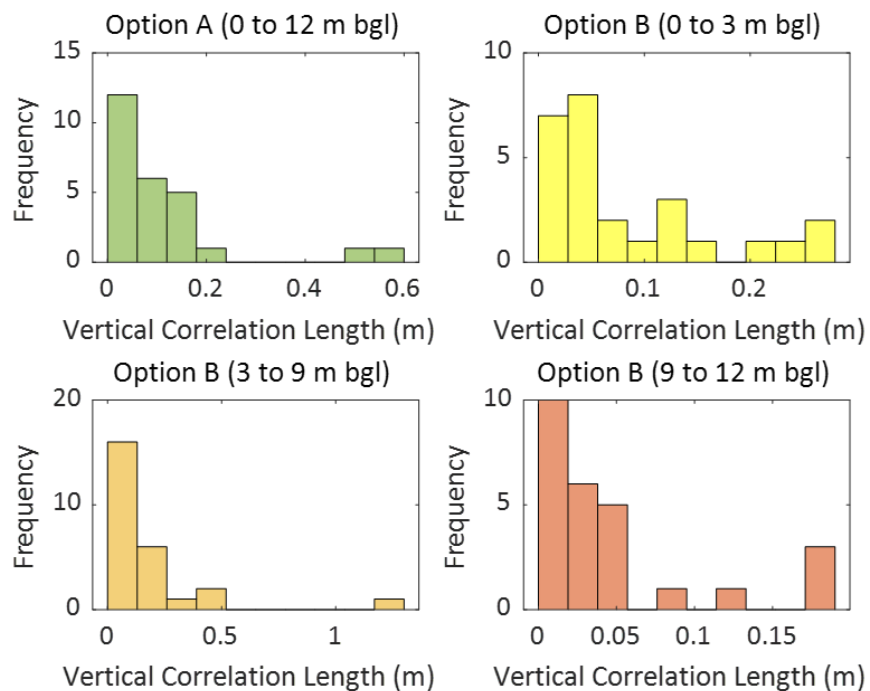 Option A (0 to 12 m bgl)
15
10
5
0
Frequency
0 0.2 0.4 0.6
Vertical Correlation Length (m)
Option B (0 to 3 m bgl)
10
5
0
Frequency
0 0.1 0.2
Vertical Correlation Length (m)
Option B (3 to 9 m bgl)
20
10
0
Frequency
0 0.5 1
Vertical Correlation Length (m)
Option B (9 to 12 m bgl)
10
5
0
Frequency
0 0.05 0.1 0.15
Vertical Correlation Length (m)